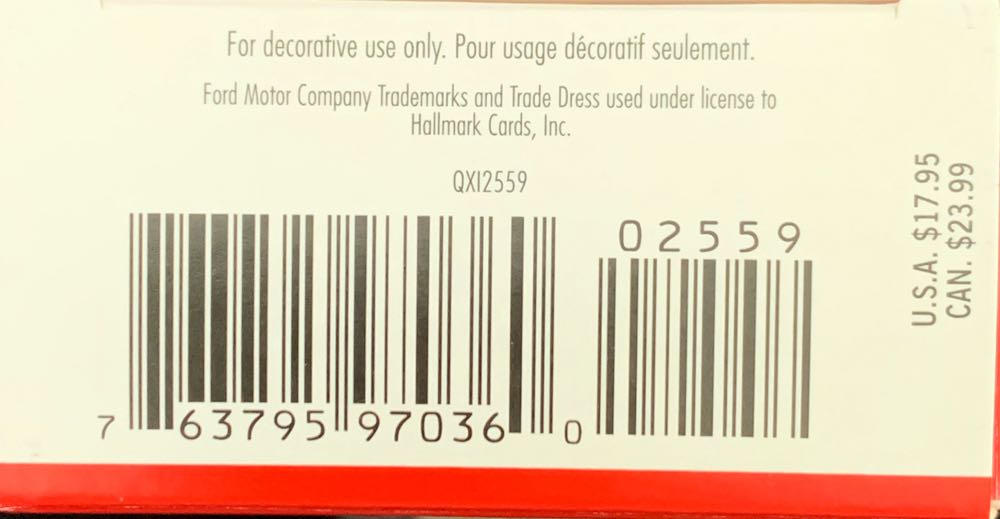 For decorative use only. Pour usage décoratif seulement.
Ford Motor Company Trademarks and Trade Dress used under license to
Hallmark Cards, Inc.
QXI2559
02559
7 63795 97036 0
U.S.A. $17.95
CAN. $23.99